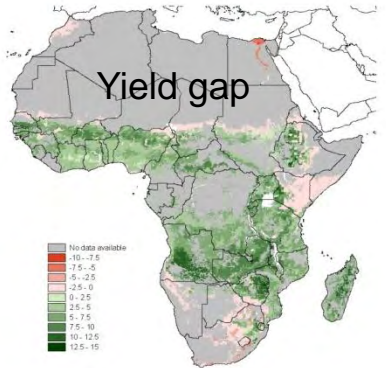 Yield gap
No data available
-10 - -7.5
-7.5 - -5
-5 - -2.5
-2.5 - 0
0 - 2.5
2.5 - 5
5 - 7.5
7.5 - 10
10 - 12.5
12.5 - 15